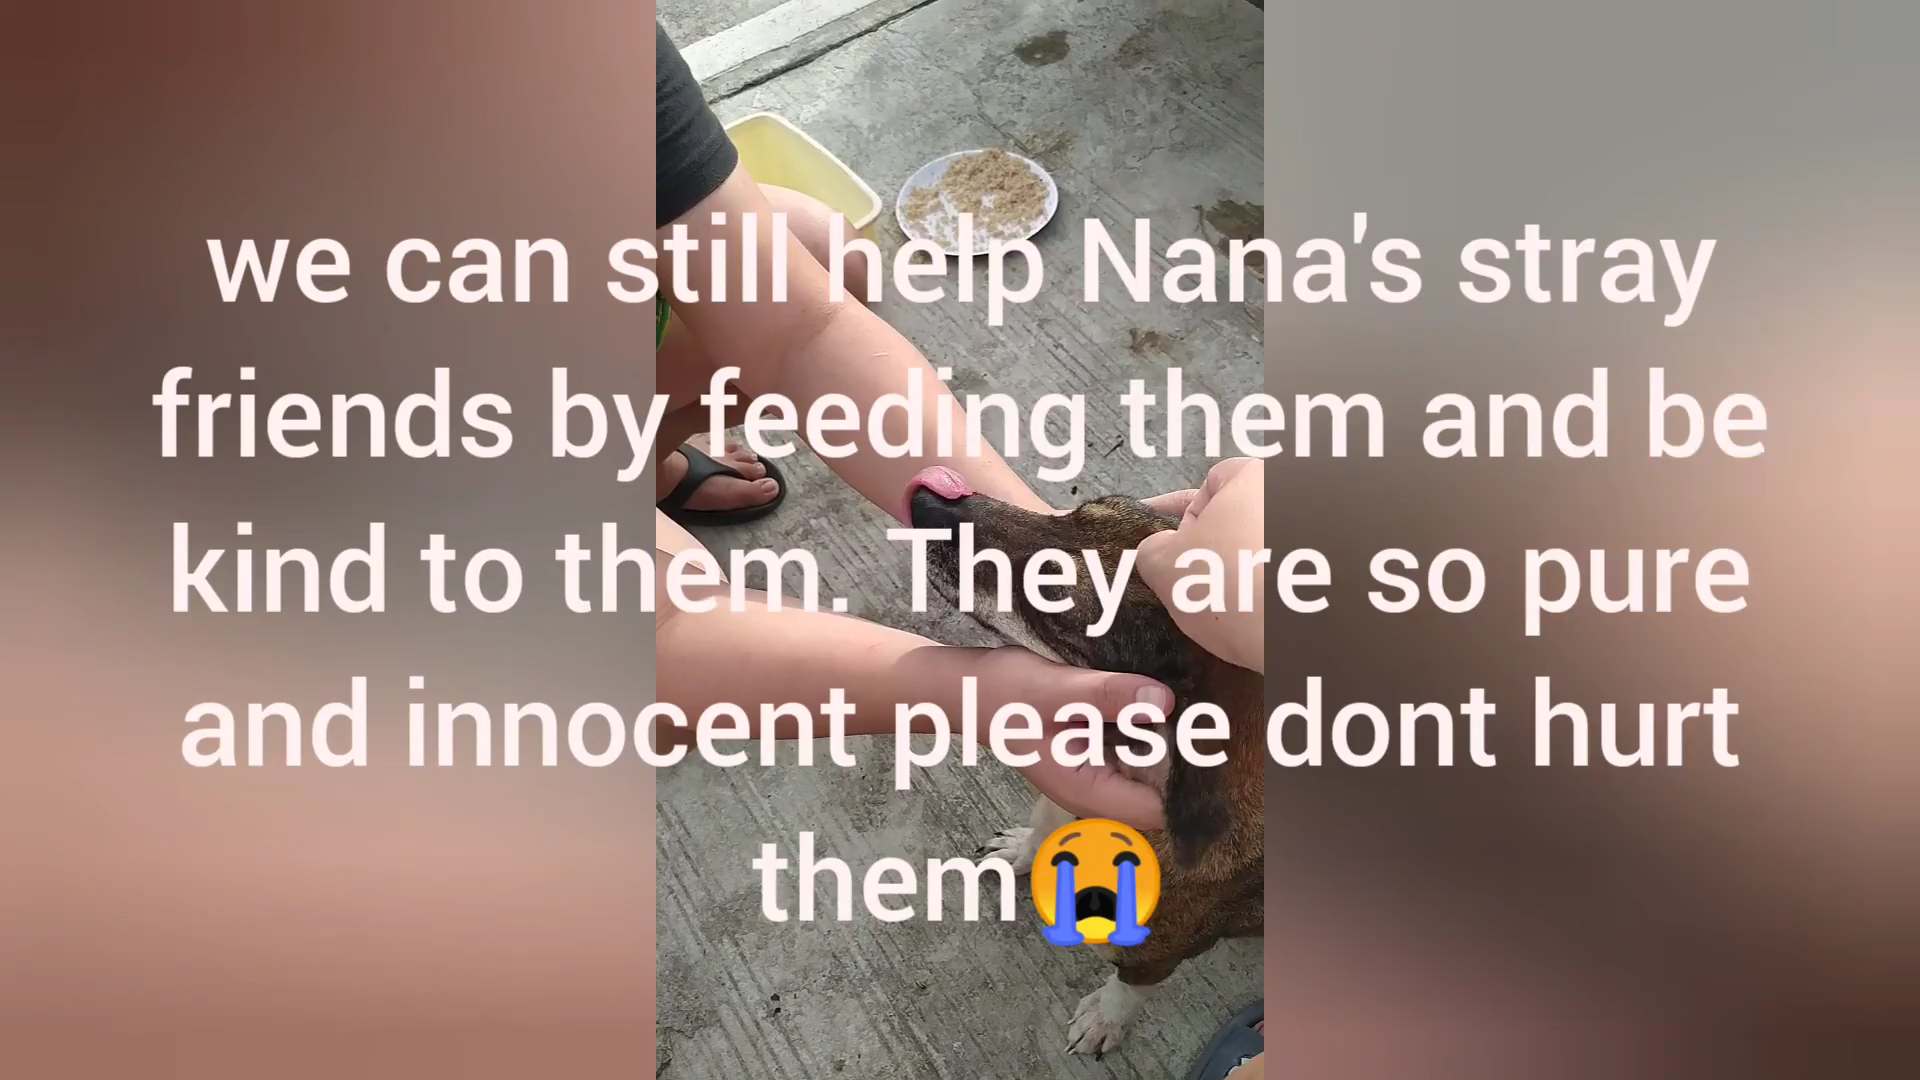 we can still help Nana's stray
friends by feeding them and be
kind to them. They are so pure
and innocent please dont hurt
them😭